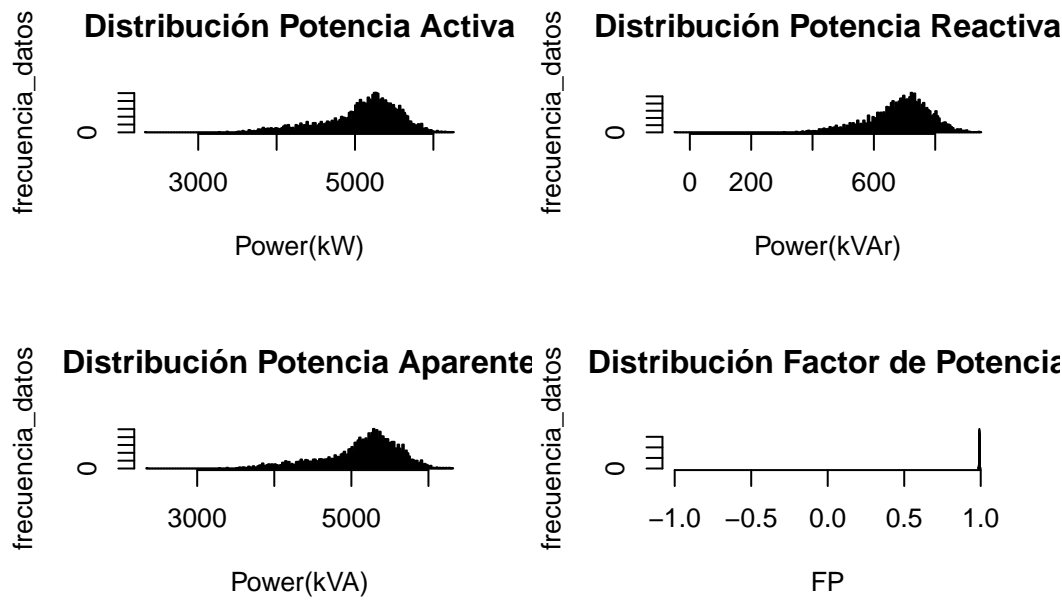 Distribución Potencia Activa
frecuencia_datos
0
3000 5000
Power(kW)
Distribución Potencia Reactiva
frecuencia_datos
0
0 200 600
Power(kVAr)
Distribución Potencia Aparente
frecuencia_datos
0
3000 5000
Power(kVA)
Distribución Factor de Potencia
frecuencia_datos
0
−1.0 −0.5 0.0 0.5 1.0
FP